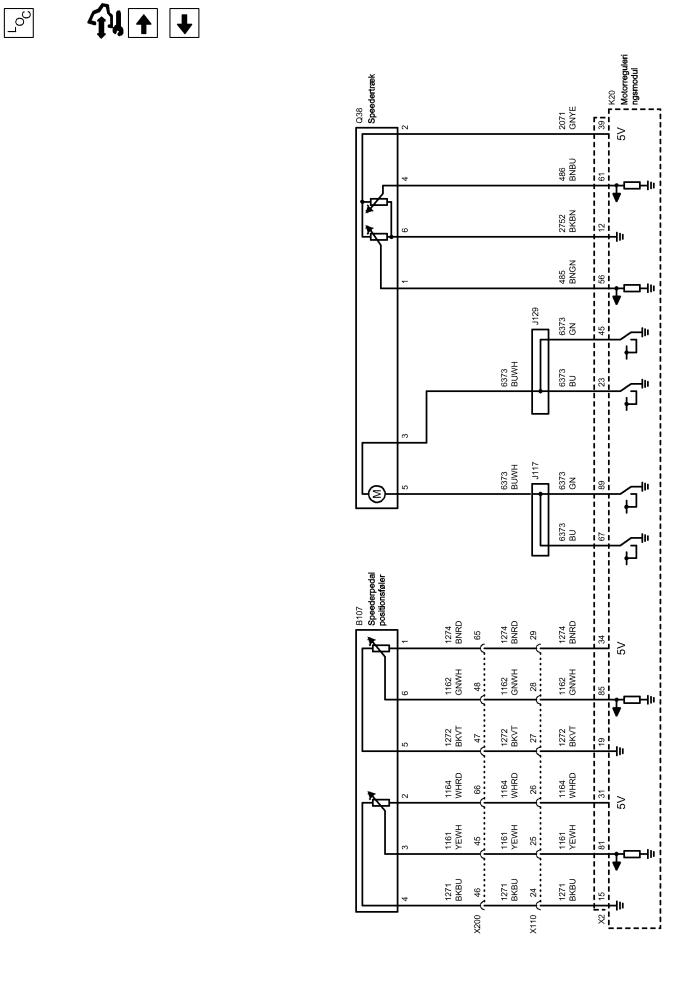 LOC
K20
Motorreguleri
ngsmodul
Q38
Speedertræk
2
2071
GNYE
39
5V
4
486
BNBU
61
6
2752
BKBN
12
1
485
BNGN
56
J129
6373
GN
45
3
6373
BUWH
6373
BU
23
M
5
6373
BUWH
J117
6373
GN
89
6373
BU
67
B107
Speederpedal
positionsføler
1
1274
BNRD
65
1274
BNRD
29
1274
BNRD
34
5V
6
1162
GNWH
48
1162
GNWH
28
1162
GNWH
85
5
1272
BKVT
47
1272
BKVT
27
1272
BKVT
19
2
1164
WHRD
66
1164
WHRD
26
1164
WHRD
31
5V
3
1161
YEWH
45
1161
YEWH
25
1161
YEWH
81
4
1271
BKBU
46
1271
BKBU
24
1271
BKBU
15
X200
X110
X2